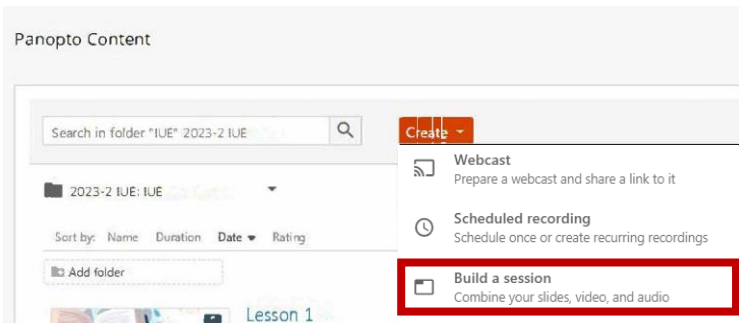 Panopto Content
Search in folder "IUE" 2023-2 IUE
Create
Webcast
Prepare a webcast and share a link to it
2023-2 IUE: IUE
Scheduled recording
Schedule once or create recurring recordings
Sort by: Name Duration Date Rating
Add folder
Build a session
Combine your slides, video, and audio
Lesson 1